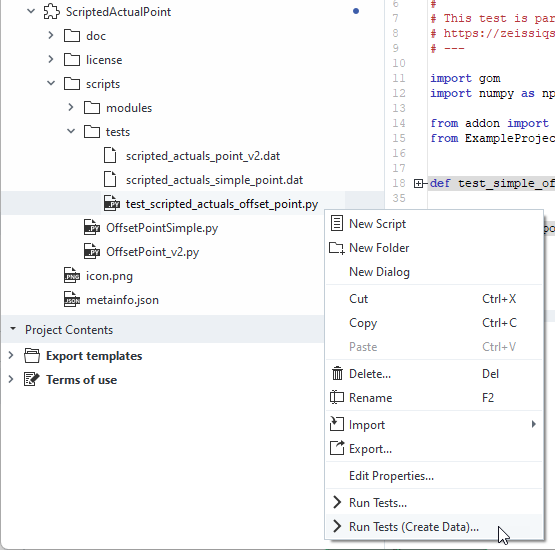 ScriptedActualPoint
doc
license
scripts
modules
tests
scripted_actuals_point_v2.dat
scripted_actuals_simple_point.dat
test_scripted_actuals_offset_point.py
OffsetPointSimple.py
OffsetPoint_v2.py
icon.png
metainfo.json
Project Contents
Export templates
Terms of use
6 #
7 # This test is par
8 # https://zeissiqs
9 # ---
10
11 import gom
12 import numpy as np
13
14 from addon import
15 from ExampleProjec
17
18 def test_simple_of
35
New Script
New Folder
New Dialog
Cut Ctrl+X
Copy Ctrl+C
Paste Ctrl+V
Delete... Del
Rename F2
Import
Export...
Edit Properties...
Run Tests...
Run Tests (Create Data)...